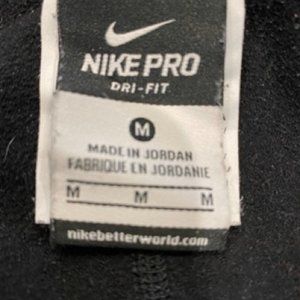 NIKE PRO
DRI-FIT
M
MADE IN JORDAN
FABRIQUE EN JORDANIE
M M M
nikebetterworld.com